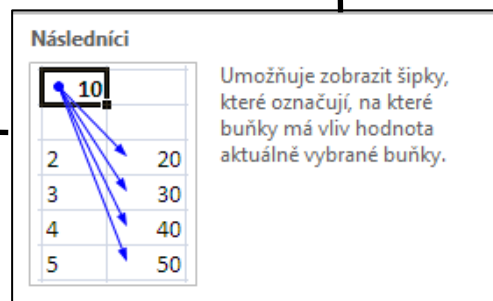 Následníci
10
Umožňuje zobrazit šipky,
které označují, na které
buňky má vliv hodnota
aktuálně vybrané buňky.
2 20
3 30
4 40
5 50